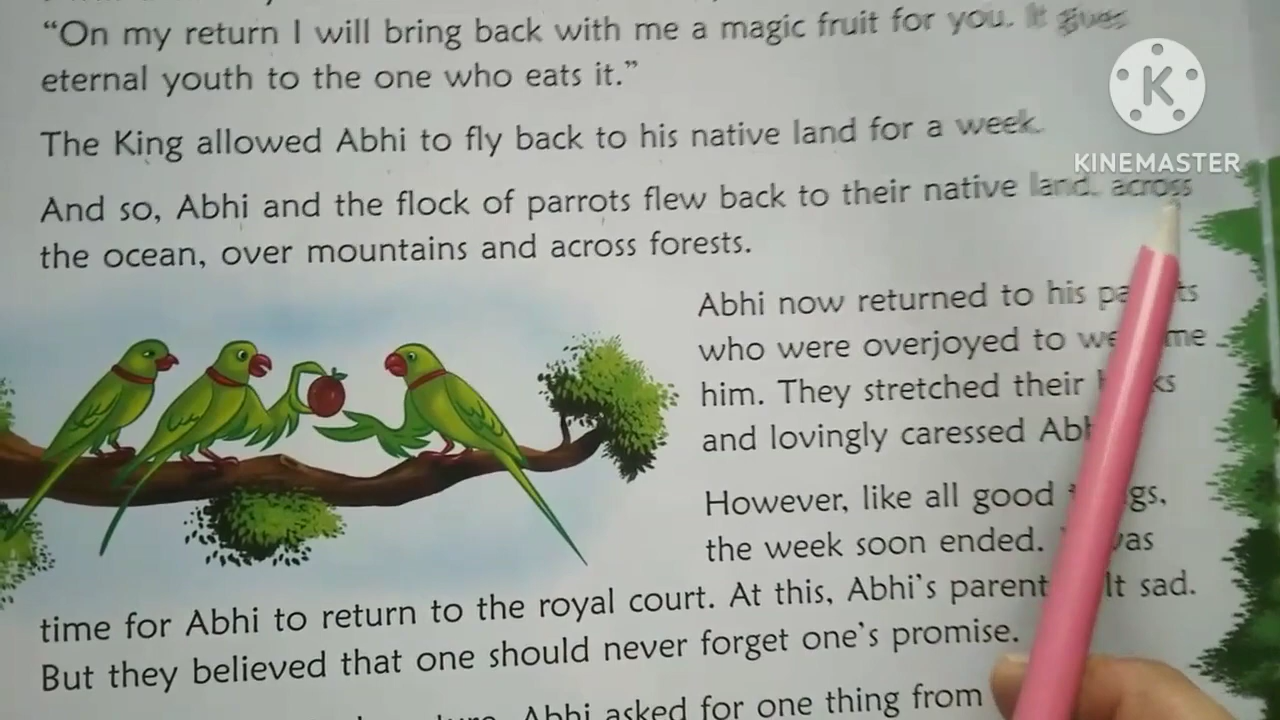 “On my return I will bring back with me a magic fruit for you. It gives
eternal youth to the one who eats it.”
The King allowed Abhi to fly back to his native land for a week.
And so, Abhi and the flock of parrots flew back to their native land, across
the ocean, over mountains and across forests.
Abhi now returned to his
who were overjoyed to
him. They stretched their
and lovingly caressed
However, like all good
the week soon ended.
time for Abhi to return to the royal court. At this, Abhi’s sad.
But they believed that one should never forget one’s promise.
Abhi asked for one thing from
K
KINEMASTER